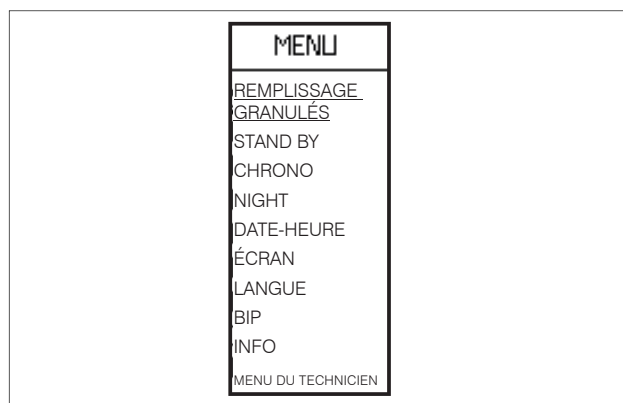 MENU
REMPLISSAGE
GRANULÉS
STAND BY
CHRONO
NIGHT
DATE-HEURE
ÉCRAN
LANGUE
BIP
INFO
MENU DU TECHNICIEN